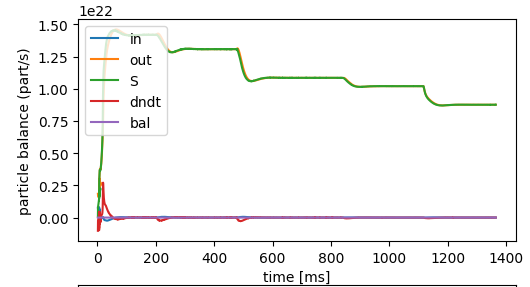 1e22
1.50
1.25
1.00
0.75
0.50
0.25
0.00
particle balance (part/s)
in
out
S
dndt
bal
0 200 400 600 800 1000 1200 1400
time [ms]